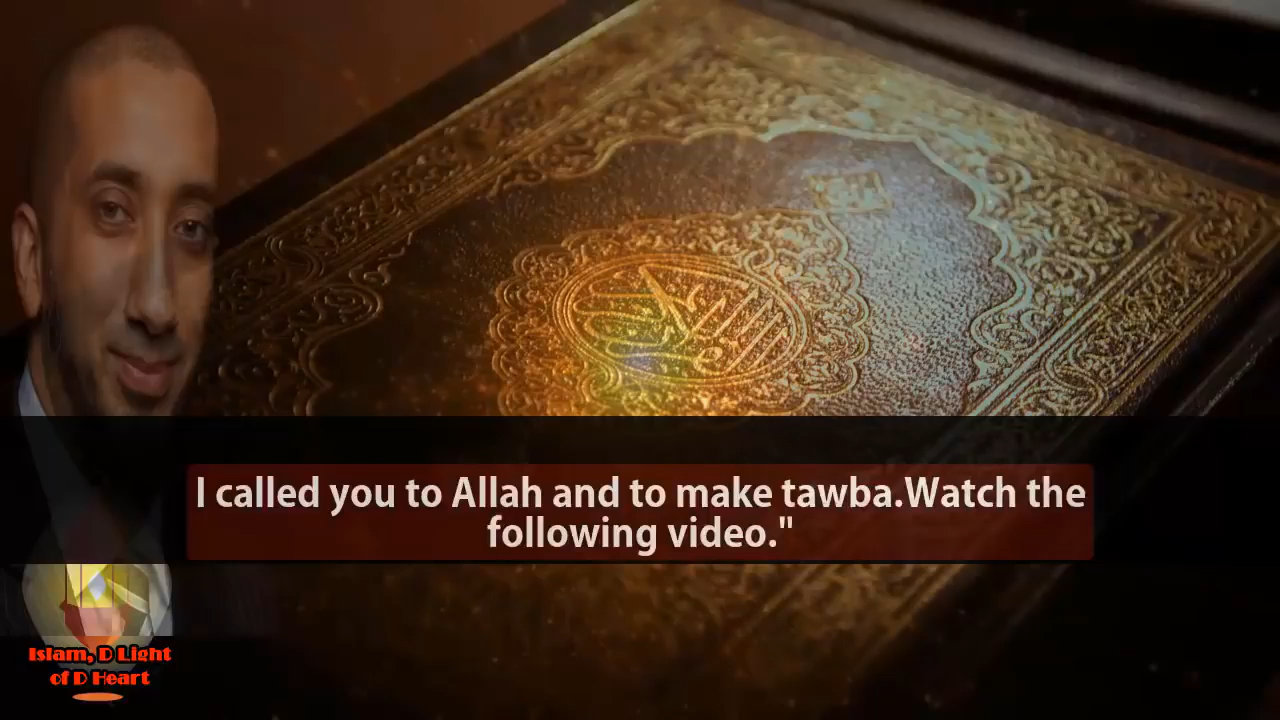 I called you to Allah and to make tawba.Watch the
following video."
Islam, D Light
of D Heart